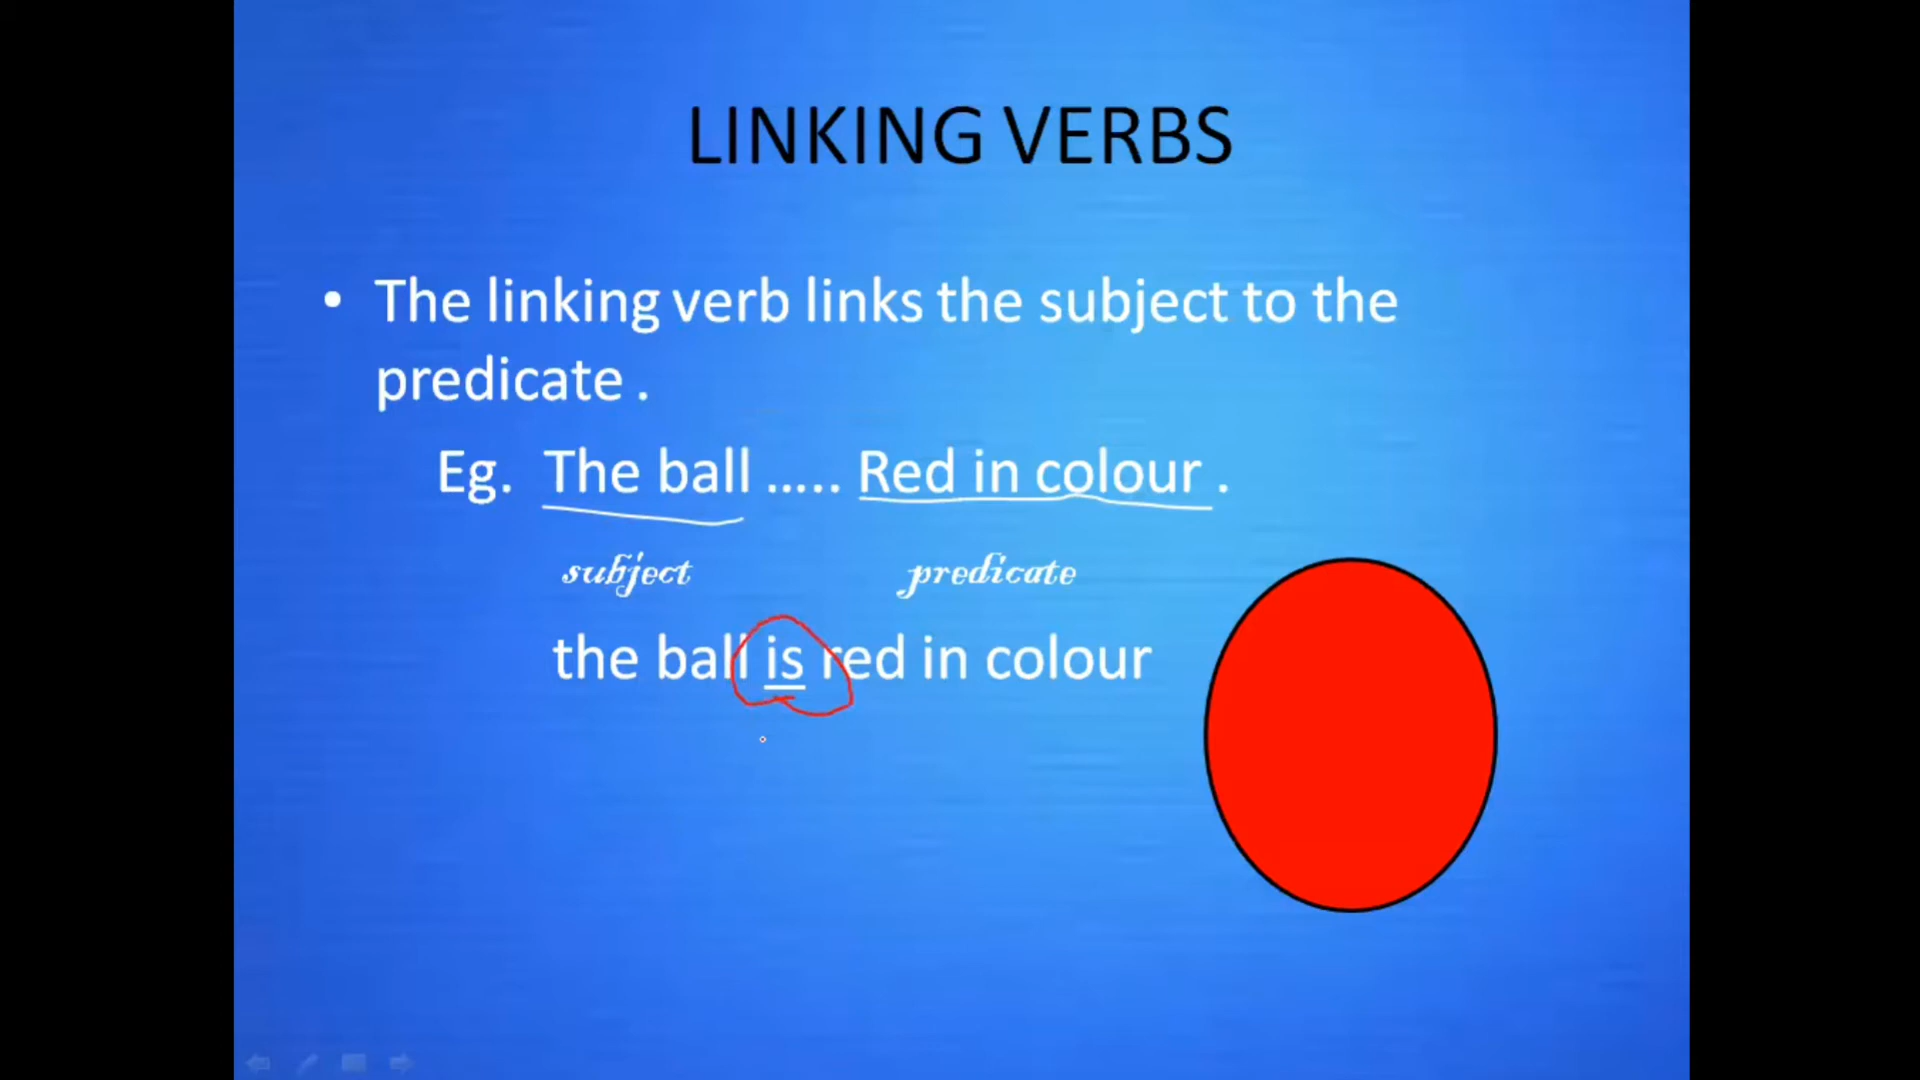 LINKING VERBS
• The linking verb links the subject to the
predicate .
Eg. The ball ..... Red in colour .
subject predicate
the ball is red in colour